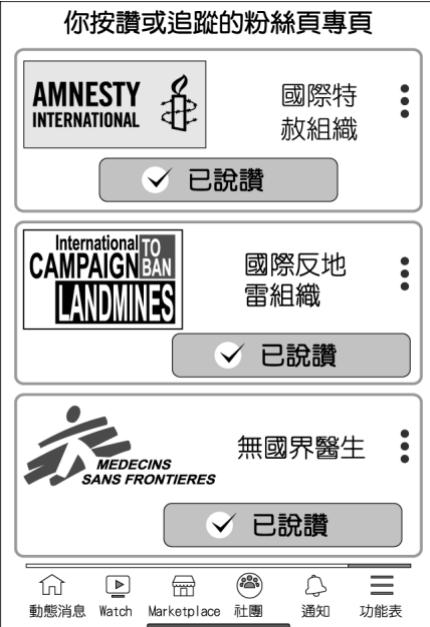 你按讚或追蹤的粉絲頁專頁
AMNESTY
INTERNATIONAL
國際特
赦組織
已說讚
International TO
CAMPAIGN BAN
LANDMINES
國際反地
雷組織
已說讚
MEDECINS
SANS FRONTIERES
無國界醫生
已說讚
動態消息 Watch Marketplace 社團 通知 功能表